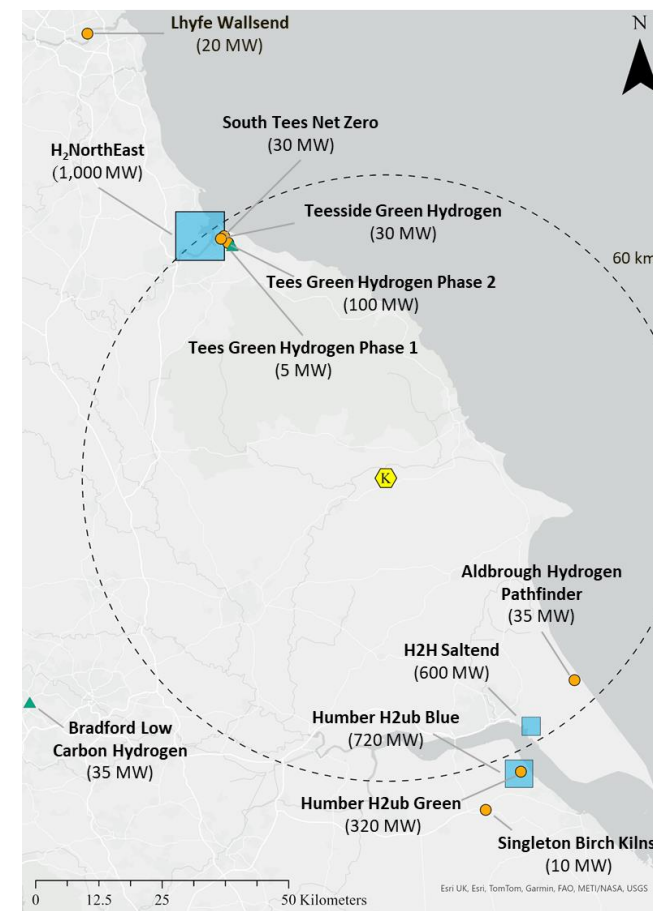 Lhyfe Wallsend
(20 MW)
N
South Tees Net Zero
(30 MW)
H₂NorthEast
(1,000 MW)
Teesside Green Hydrogen
(30 MW)
60 km
Tees Green Hydrogen Phase 2
(100 MW)
Tees Green Hydrogen Phase 1
(5 MW)
K
Aldbrough Hydrogen
Pathfinder
(35 MW)
H2H Saltend
(600 MW)
Humber H2ub Blue
(720 MW)
Bradford Low
Carbon Hydrogen
(35 MW)
Humber H2ub Green
(320 MW)
Singleton Birch Kilns
(10 MW)
0 12.5 25 50 Kilometers
Esri UK, Esri, TomTom, Garmin, FAO, METI/NASA, USGS